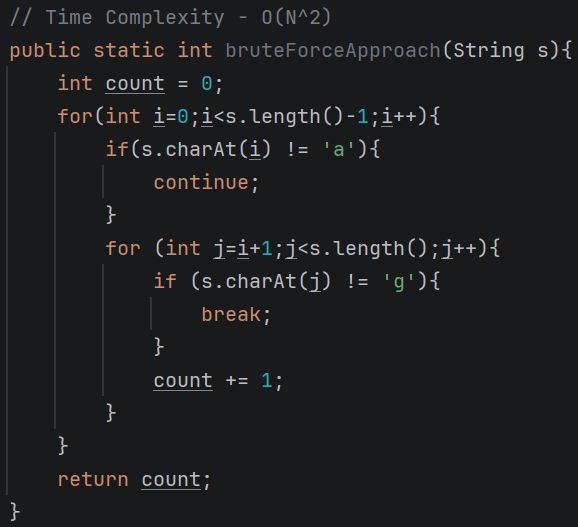 // Time Complexity - O(N^2)
public static int bruteForceApproach(String s){
    int count = 0;
    for(int i=0;i<s.length()-1;i++){
        if(s.charAt(i) != 'a'){
            continue;
        }
        for (int j=i+1;j<s.length();j++){
            if (s.charAt(j) != 'g'){
                break;
            }
            count += 1;
        }
    }
    return count;
}